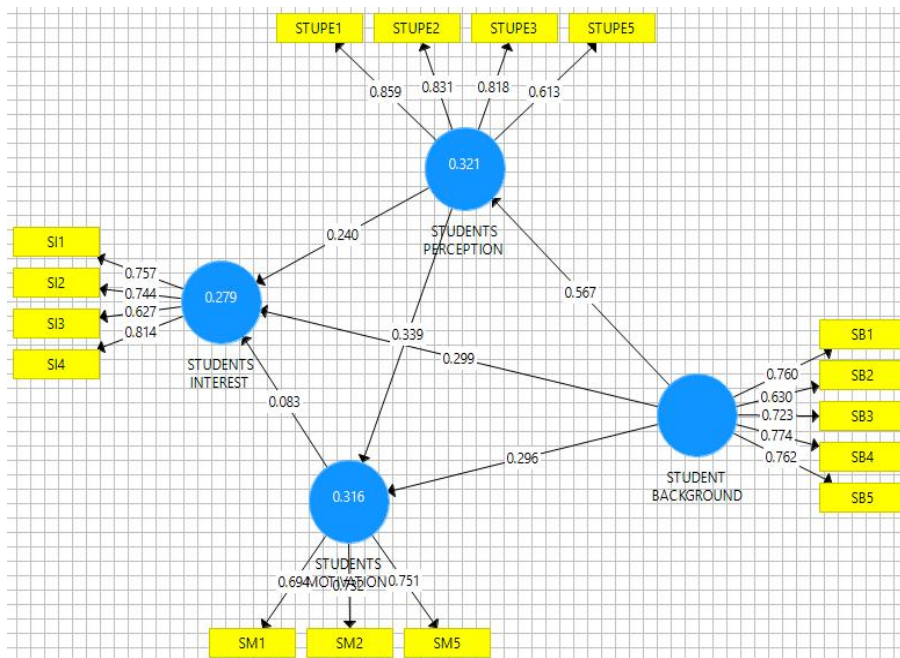 STUPE1 STUPE2 STUPE3 STUPE5
0.859 0.831 0.818 0.613
0.321
STUDENTS
PERCEPTION
0.240
0.567
SI1
SI2
SI3
SI4
0.757
0.744
0.627
0.814
0.279
STUDENTS
INTEREST
0.339
0.299
0.083
0.296
SB1
SB2
SB3
SB4
SB5
0.760
0.630
0.723
0.774
0.762
STUDENT
BACKGROUND
0.316
STUDENTS
MOTIVATION
0.694 0.732 0.751
SM1 SM2 SM5